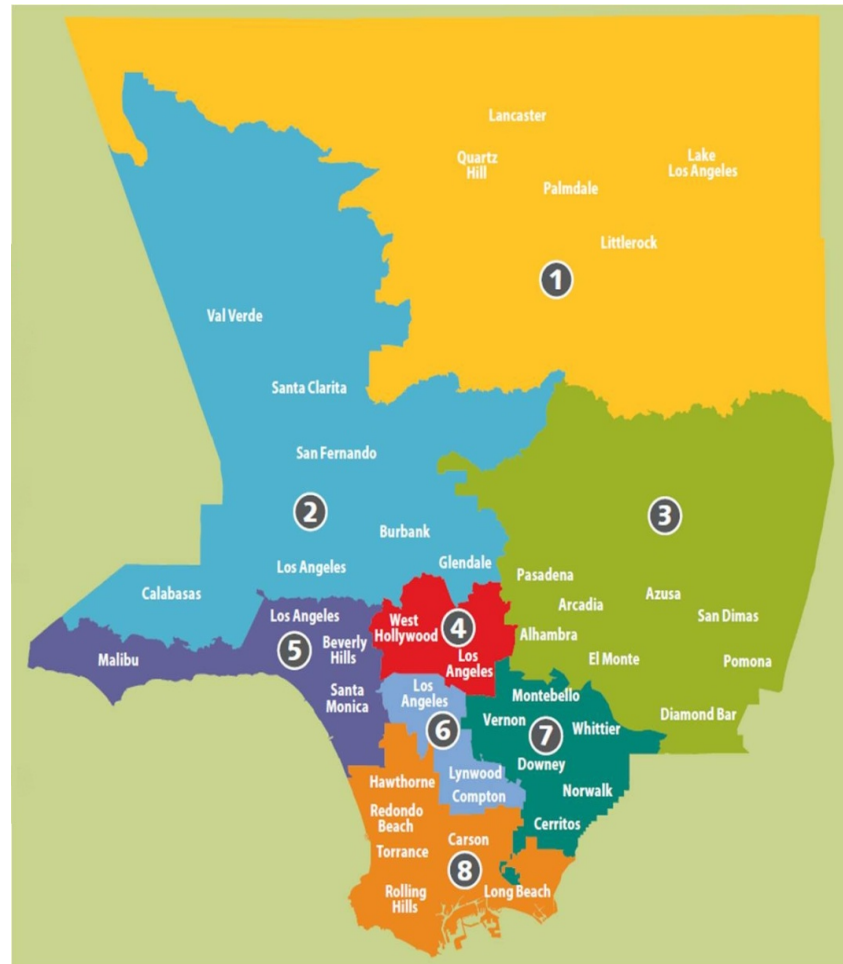 Lancaster
Quartz
Hill
Lake
Los Angeles
Palmdale
Littlerock
1
Val Verde
Santa Clarita
San Fernando
2
Burbank
Los Angeles
Glendale
Calabasas
3
Pasadena
Azusa
Arcadia
San Dimas
Alhambra
El Monte
Pomona
Diamond Bar
West
Hollywood
4
Los
Angeles
Los Angeles
5
Beverly
Hills
Malibu
Santa
Monica
Los
Angeles
6
Lynwood
Compton
Montebello
Vernon
7
Whittier
Downey
Norwalk
Cerritos
Hawthorne
Redondo
Beach
Torrance
Carson
8
Rolling
Hills
Long Beach